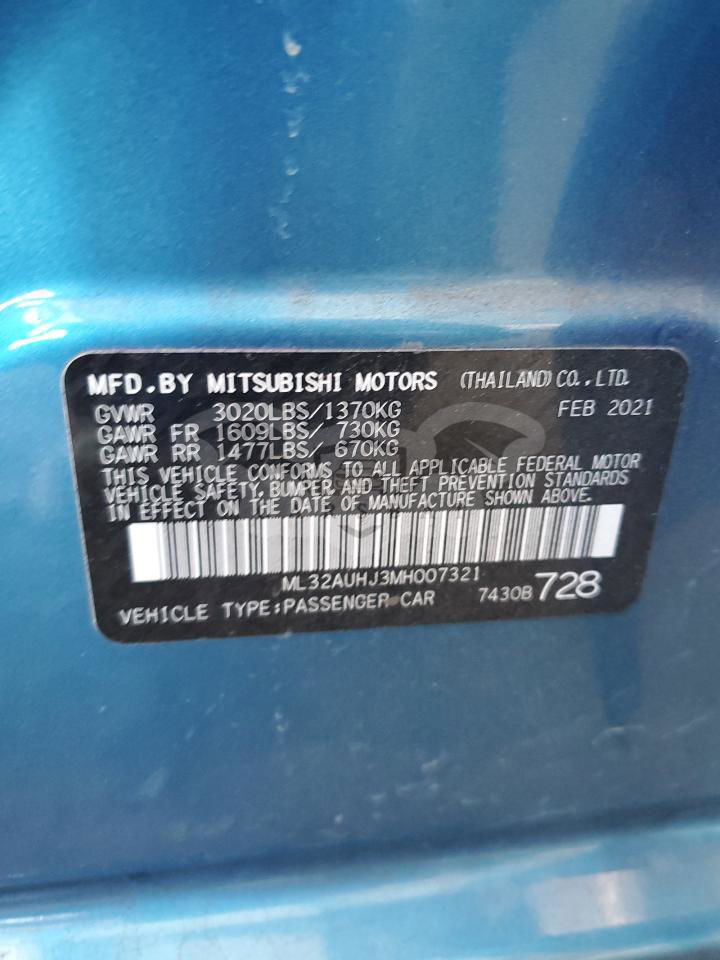 MFD.BY MITSUBISHI MOTORS (THAILAND)CO.,LTD.
GVWR 3020LBS/1370KG FEB 2021
GAWR FR 1609LBS/ 730KG
GAWR RR 1477LBS/ 670KG
THIS VEHICLE CONFORMS TO ALL APPLICABLE FEDERAL MOTOR
VEHICLE SAFETY, BUMPER, AND THEFT PREVENTION STANDARDS
IN EFFECT ON THE DATE OF MANUFACTURE SHOWN ABOVE.
ML32AUHJ3MH007321
VEHICLE TYPE:PASSENGER CAR 7430B 728